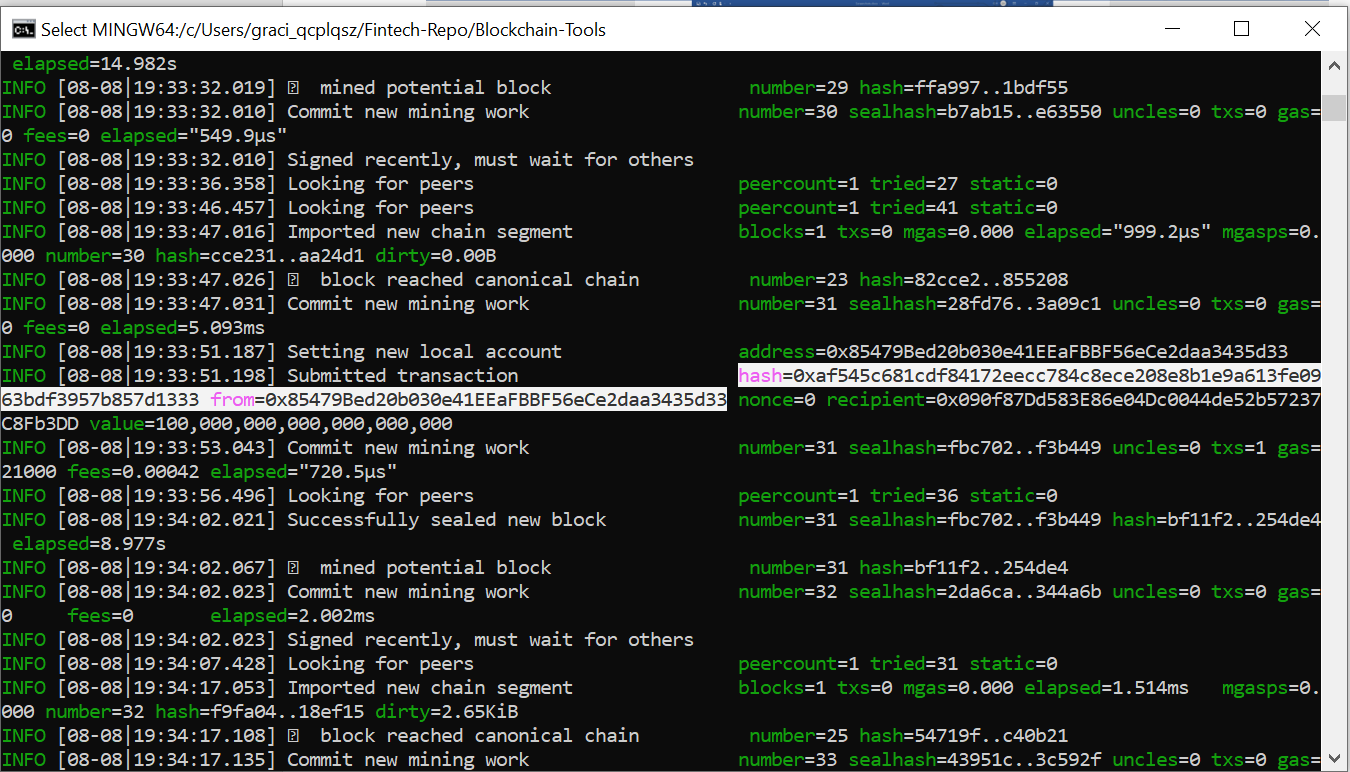 Select MINGW64:/c/Users/graci_qcplqsz/Fintech-Repo/Blockchain-Tools
elapsed=14.982s
INFO [08-08|19:33:32.019] mined potential block number=29 hash=ffa997..1bdf55
INFO [08-08|19:33:32.010] Commit new mining work number=30 sealhash=b7ab15..e63550 uncles=0 txs=0 gas=
0 fees=0 elapsed="549.9µs"
INFO [08-08|19:33:32.010] Signed recently, must wait for others
INFO [08-08|19:33:36.358] Looking for peers peercount=1 tried=27 static=0
INFO [08-08|19:33:46.457] Looking for peers peercount=1 tried=41 static=0
INFO [08-08|19:33:47.016] Imported new chain segment blocks=1 txs=0 mgas=0.000 elapsed="999.2µs" mgasps=0.
000 number=30 hash=cce231..aa24d1 dirty=0.00B
INFO [08-08|19:33:47.026] block reached canonical chain number=23 hash=82cce2..855208
INFO [08-08|19:33:47.031] Commit new mining work number=31 sealhash=28fd76..3a09c1 uncles=0 txs=0 gas=
0 fees=0 elapsed=5.093ms
INFO [08-08|19:33:51.187] Setting new local account address=0x85479Bed20b030e41EEaFBBF56eCe2daa3435d33
INFO [08-08|19:33:51.198] Submitted transaction hash=0xaf545c681cdf84172eecc784c8ece208e8b1e9a613fe09
63bdf3957b857d1333 from=0x85479Bed20b030e41EEaFBBF56eCe2daa3435d33 nonce=0 recipient=0x090f87Dd583E86e04Dc0044de52b57237
C8Fb3DD value=100,000,000,000,000,000,000
INFO [08-08|19:33:53.043] Commit new mining work number=31 sealhash=fbc702..f3b449 uncles=0 txs=1 gas=
21000 fees=0.00042 elapsed="720.5µs"
INFO [08-08|19:33:56.496] Looking for peers peercount=1 tried=36 static=0
INFO [08-08|19:34:02.021] Successfully sealed new block number=31 sealhash=fbc702..f3b449 hash=bf11f2..254de4
elapsed=8.977s
INFO [08-08|19:34:02.067] mined potential block number=31 hash=bf11f2..254de4
INFO [08-08|19:34:02.023] Commit new mining work number=32 sealhash=2da6ca..344a6b uncles=0 txs=0 gas=
0 fees=0 elapsed=2.002ms
INFO [08-08|19:34:02.023] Signed recently, must wait for others
INFO [08-08|19:34:07.428] Looking for peers peercount=1 tried=31 static=0
INFO [08-08|19:34:17.053] Imported new chain segment blocks=1 txs=0 mgas=0.000 elapsed=1.514ms mgasps=0.
000 number=32 hash=f9fa04..18ef15 dirty=2.65KiB
INFO [08-08|19:34:17.108] block reached canonical chain number=25 hash=54719f..c40b21
INFO [08-08|19:34:17.135] Commit new mining work number=33 sealhash=43951c..3c592f uncles=0 txs=0 gas=